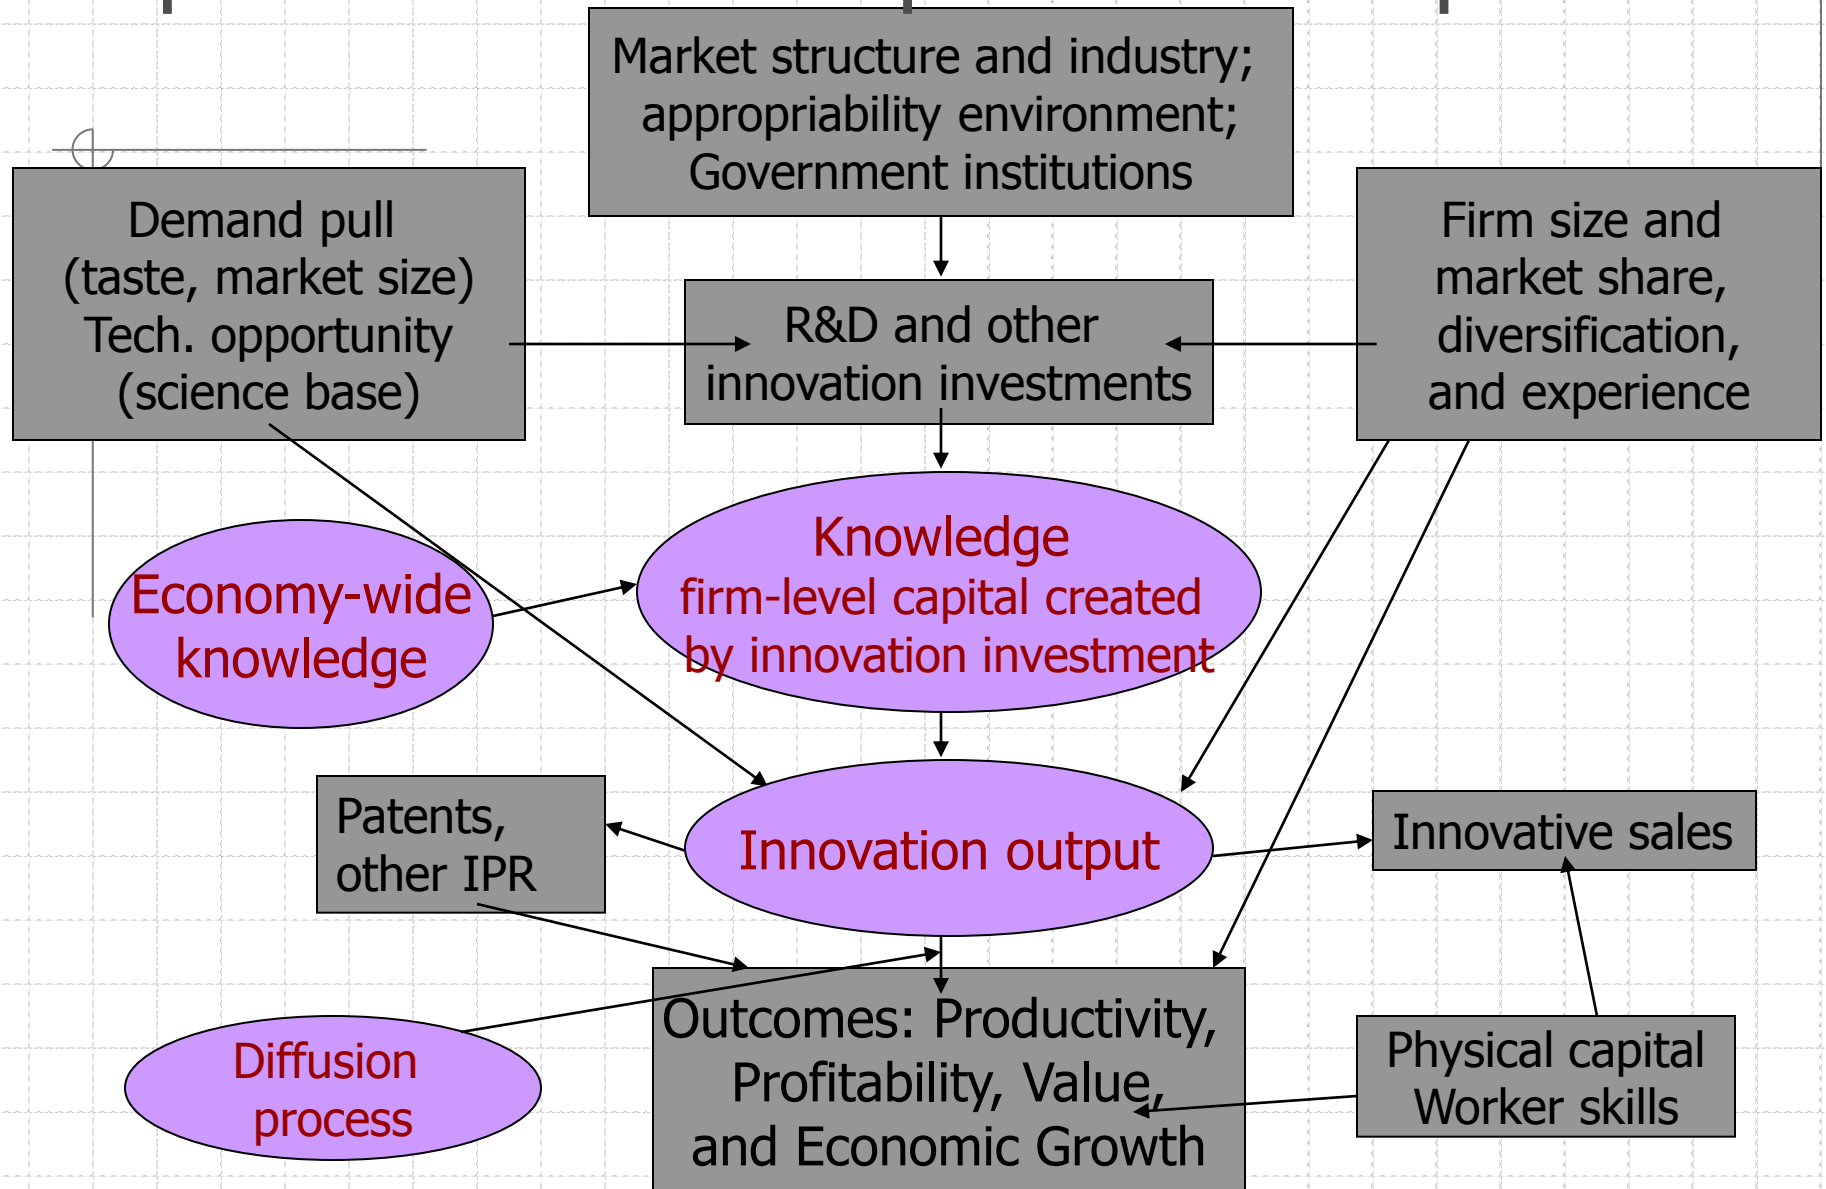 Market structure and industry;
appropriability environment;
Government institutions
Demand pull
(taste, market size)
Tech. opportunity
(science base)
Firm size and
market share,
diversification,
and experience
R&D and other
innovation investments
Knowledge
firm-level capital created
by innovation investment
Economy-wide
knowledge
Patents,
other IPR
Innovation output
Innovative sales
Diffusion
process
Outcomes: Productivity,
Profitability, Value,
and Economic Growth
Physical capital
Worker skills